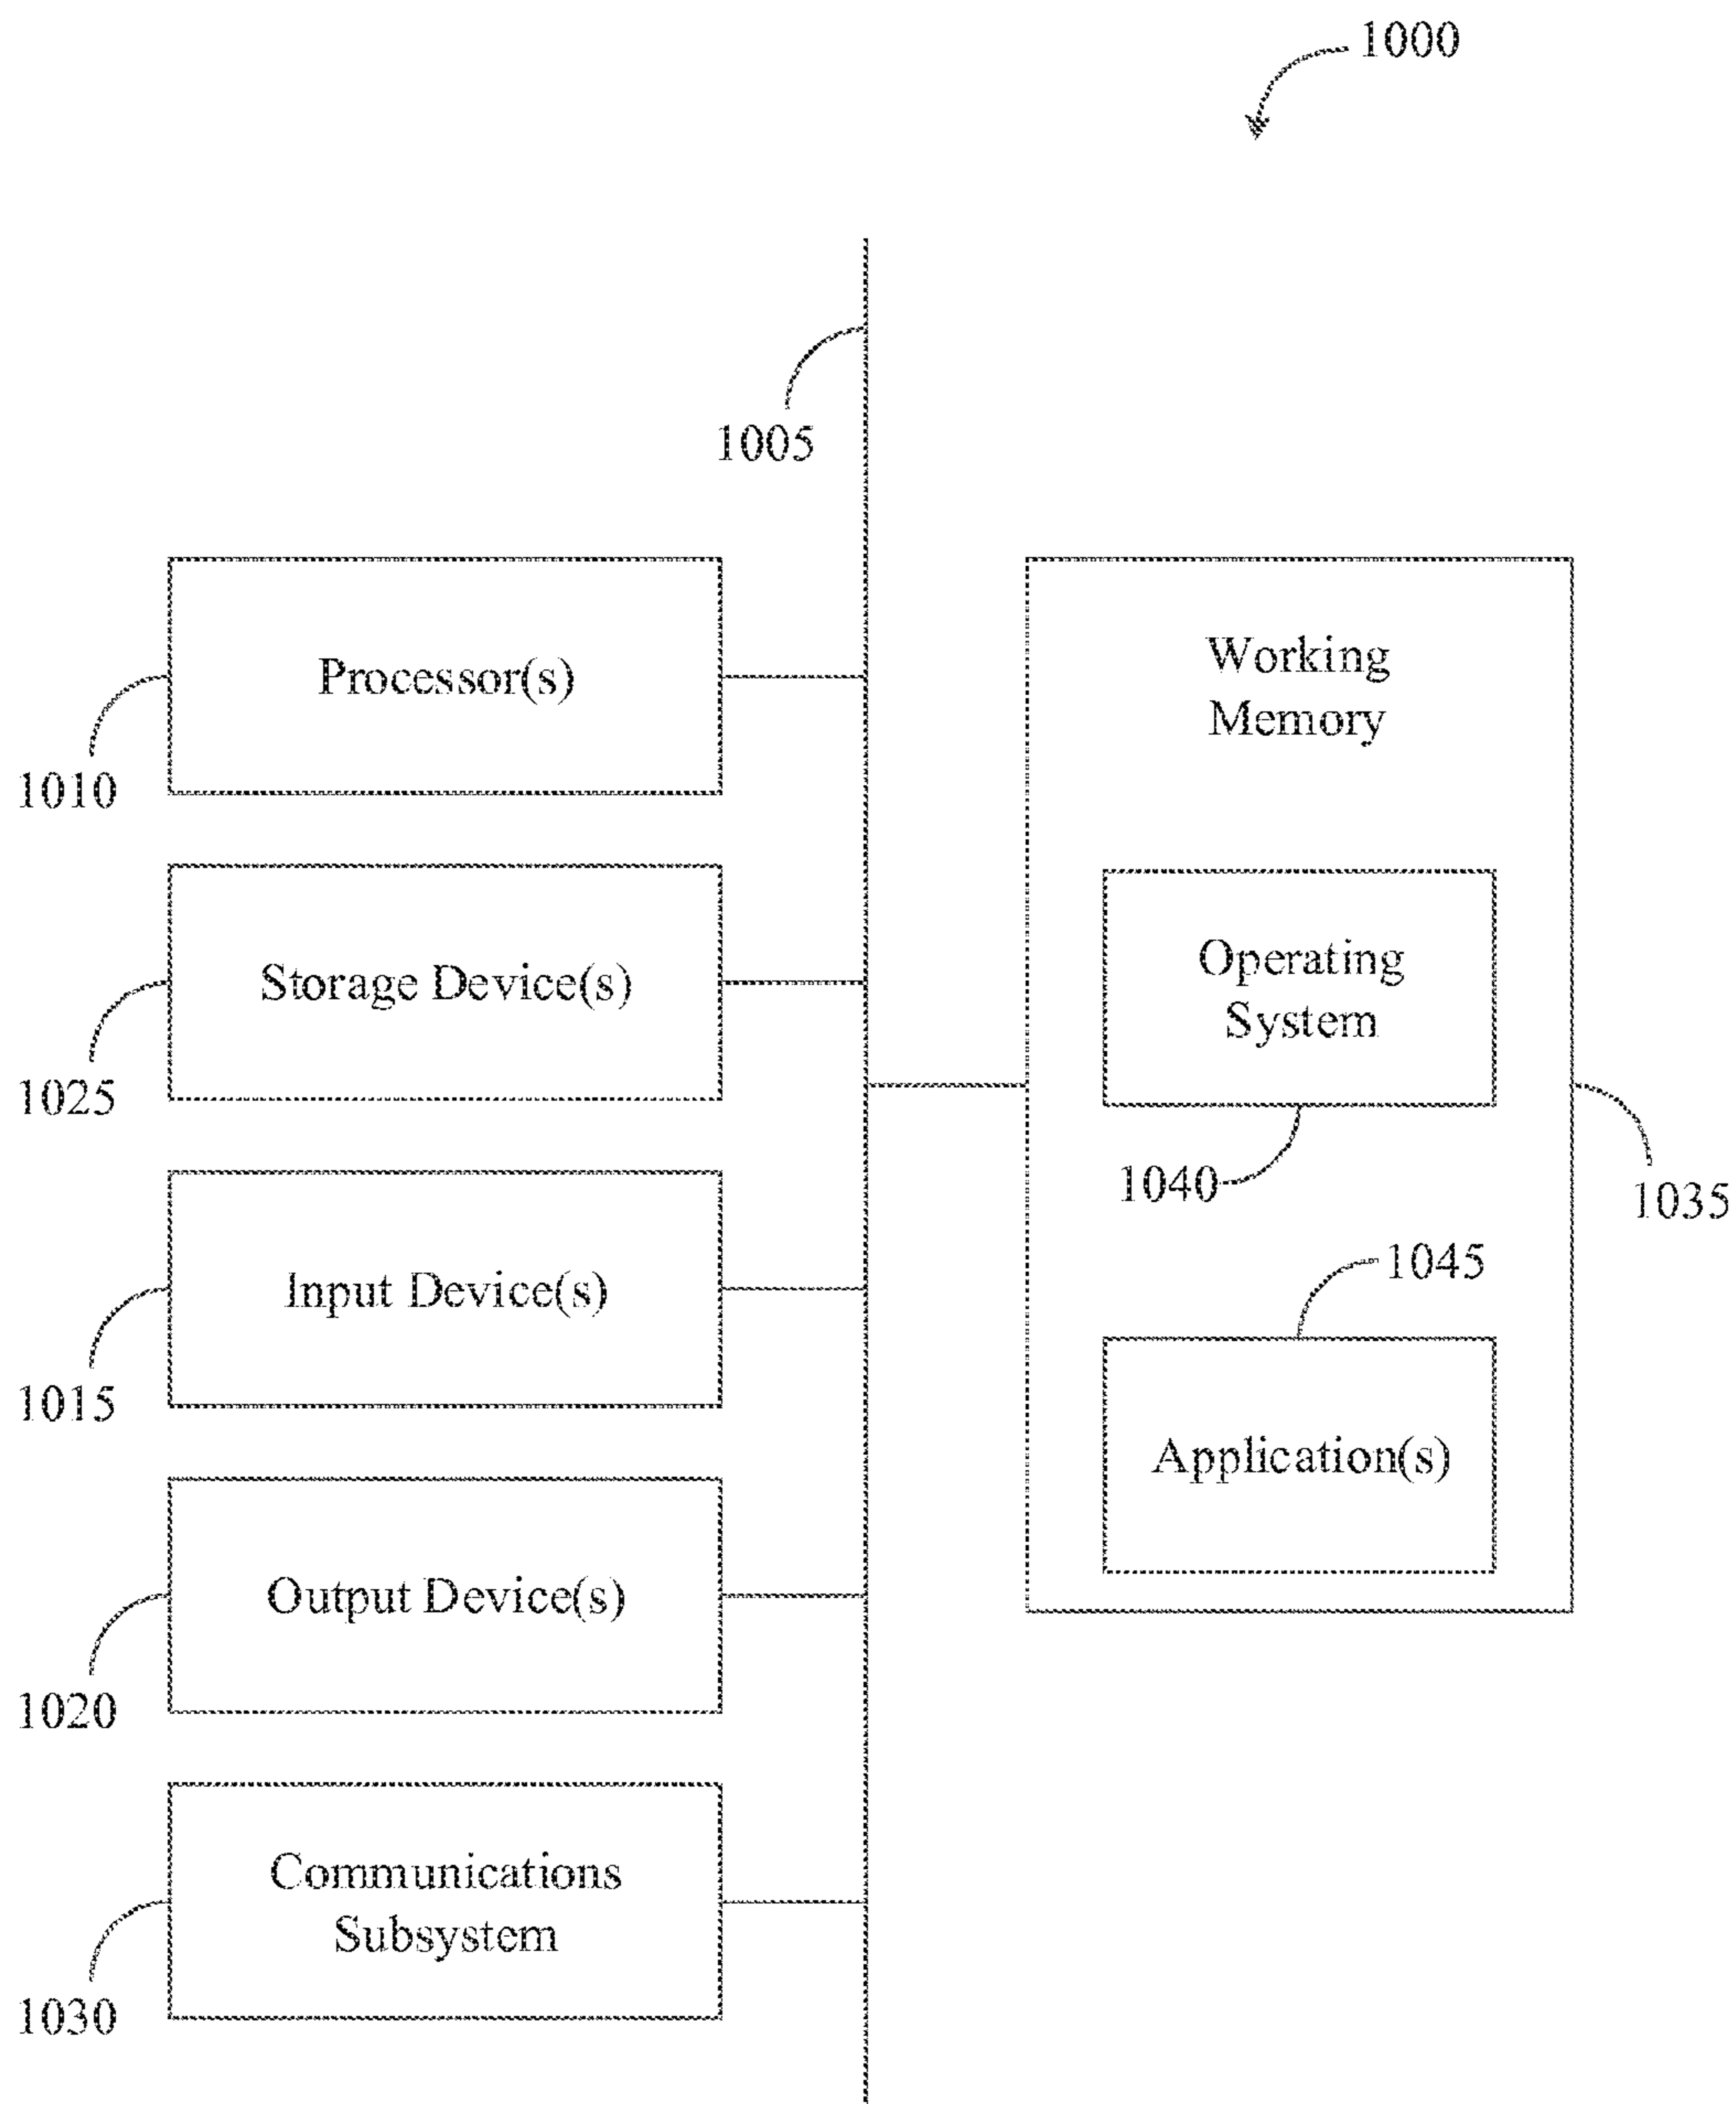 1000
1005
Processor(s)
1010
Storage Device(s)
1025
Input Device(s)
1015
Output Device(s)
1020
Communications
Subsystem
1030
Working
Memory
Operating
System
1040
1035
1045
Application(s)